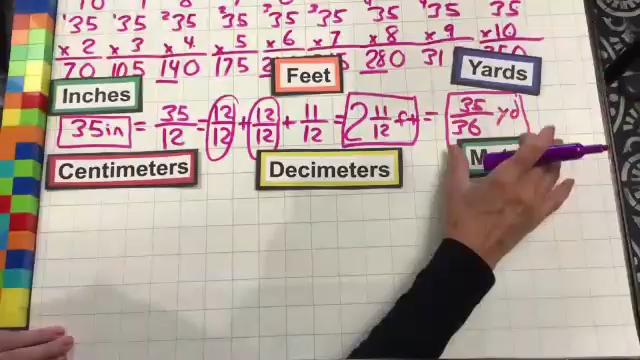 35 35 35 35 35 35 35 35 35
x 2 x 3 x 4 x 5 x 6 x 7 x 8 x 9 x 10
70 105 140 175 280 31
Inches Feet Yards
35in = 35/12 = 12/12 + 12/12 + 11/12 = 2 11/12 ft = 35/36 yd
Centimeters Decimeters